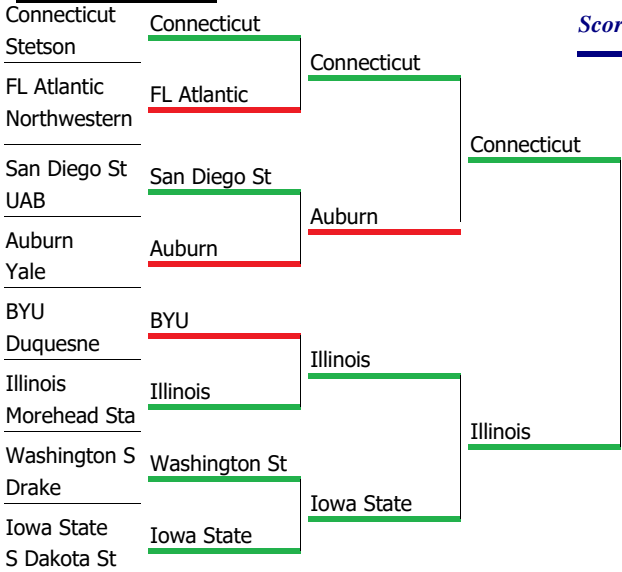 Connecticut
Stetson
FL Atlantic
Northwestern
San Diego St
UAB
Auburn
Yale
BYU
Duquesne
Illinois
Morehead Sta
Washington S
Drake
Iowa State
S Dakota St
Connecticut
FL Atlantic
San Diego St
Auburn
BYU
Illinois
Washington St
Iowa State
Connecticut
Auburn
Illinois
Iowa State
Connecticut
Illinois
Scor